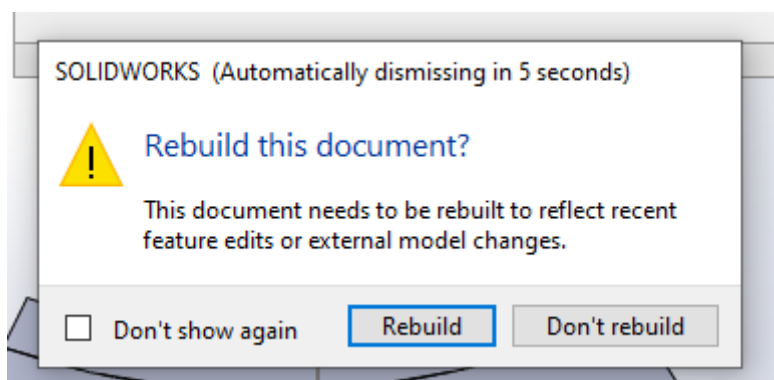 SOLIDWORKS (Automatically dismissing in 5 seconds)
Rebuild this document?
This document needs to be rebuilt to reflect recent
feature edits or external model changes.
Don't show again
Rebuild
Don't rebuild